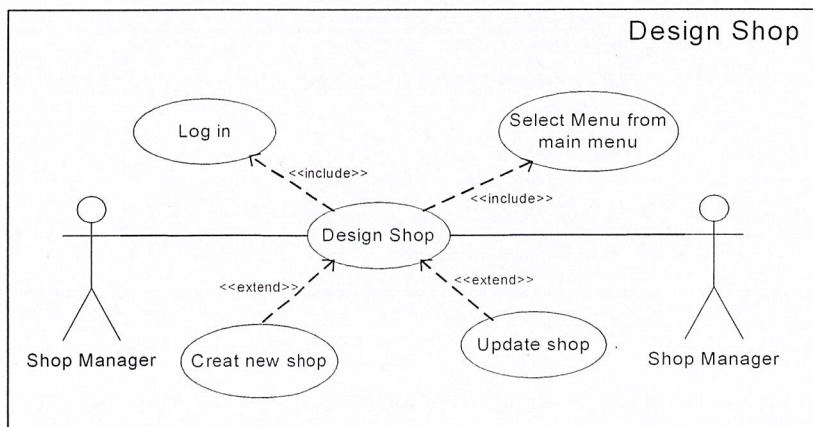 Design Shop
Log in
Select Menu from
main menu
<<include>>
<<include>>
Design Shop
<<extend>>
<<extend>>
Shop Manager
Creat new shop
Update shop
Shop Manager